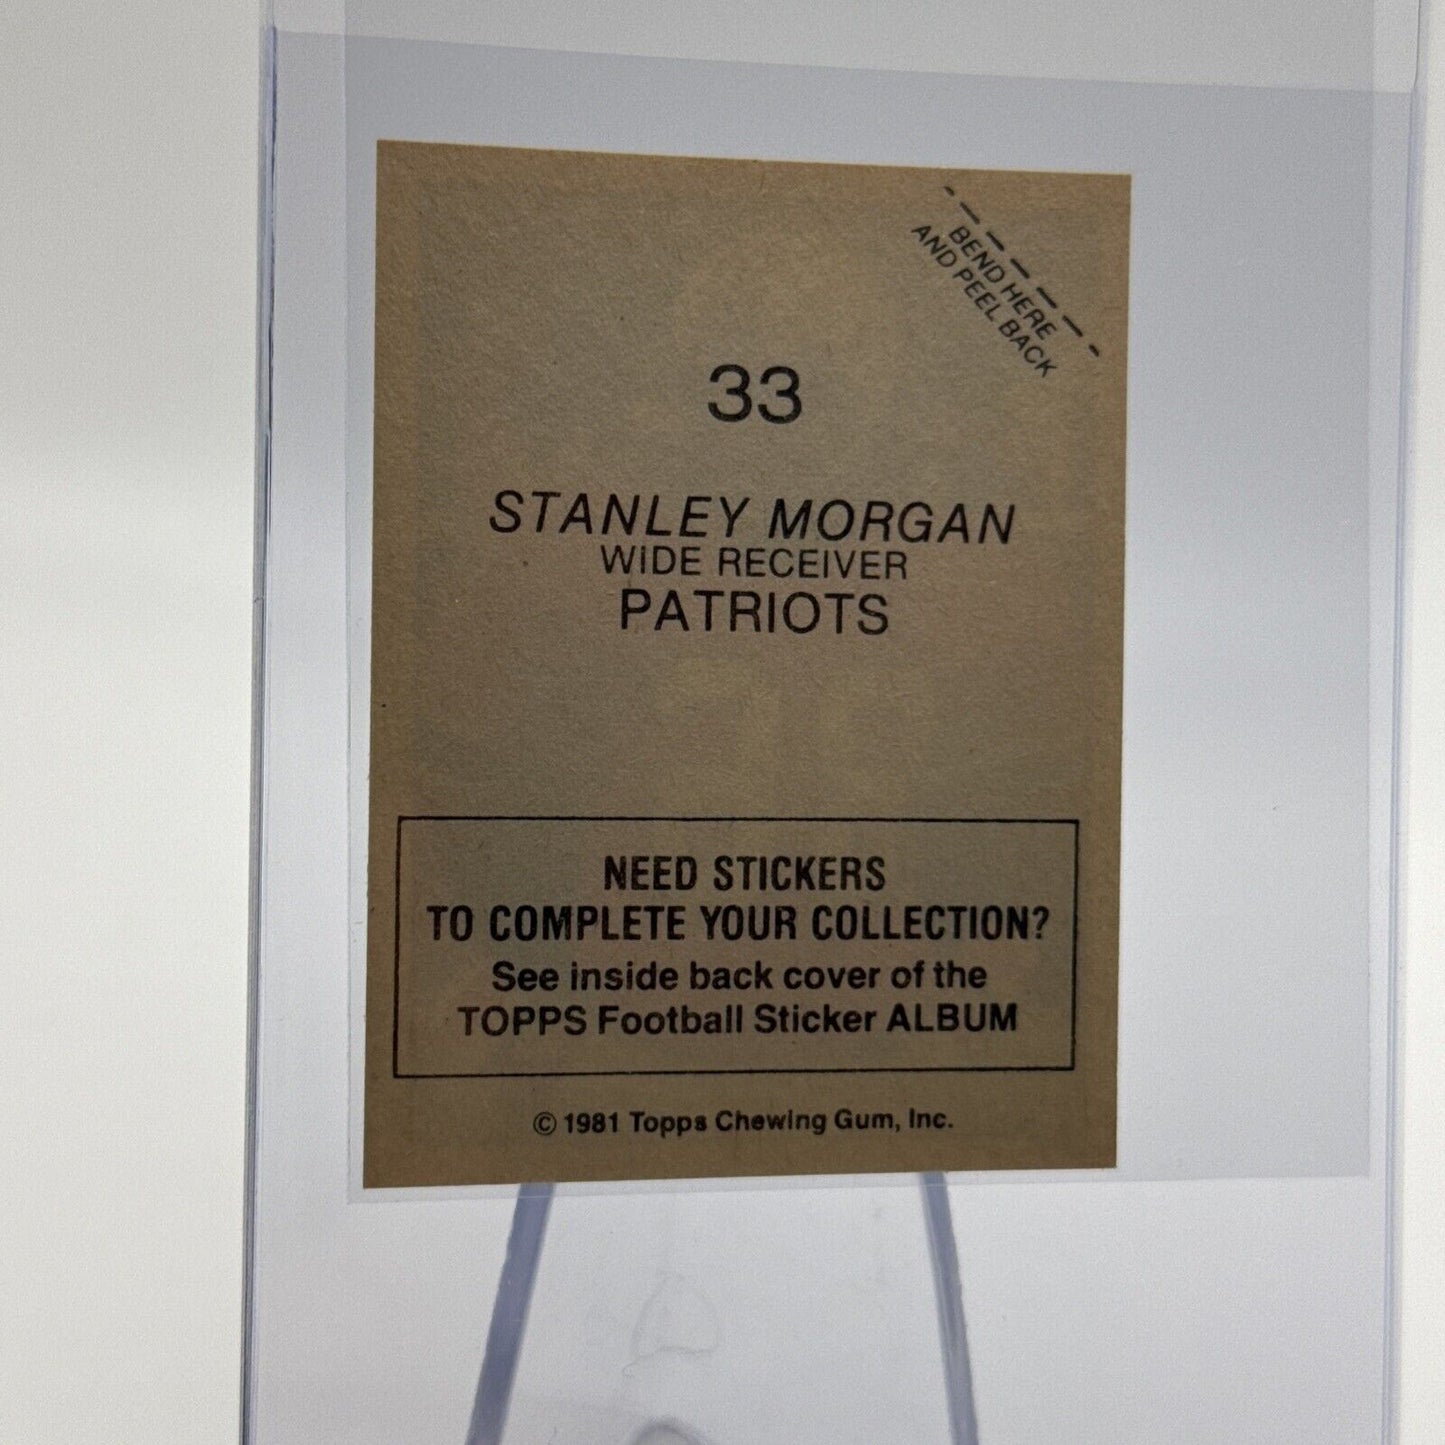 BEND HERE
AND PEEL BACK
33
STANLEY MORGAN
WIDE RECEIVER
PATRIOTS
NEED STICKERS
TO COMPLETE YOUR COLLECTION?
See inside back cover of the
TOPPS Football Sticker ALBUM
© 1981 Topps Chewing Gum, Inc.